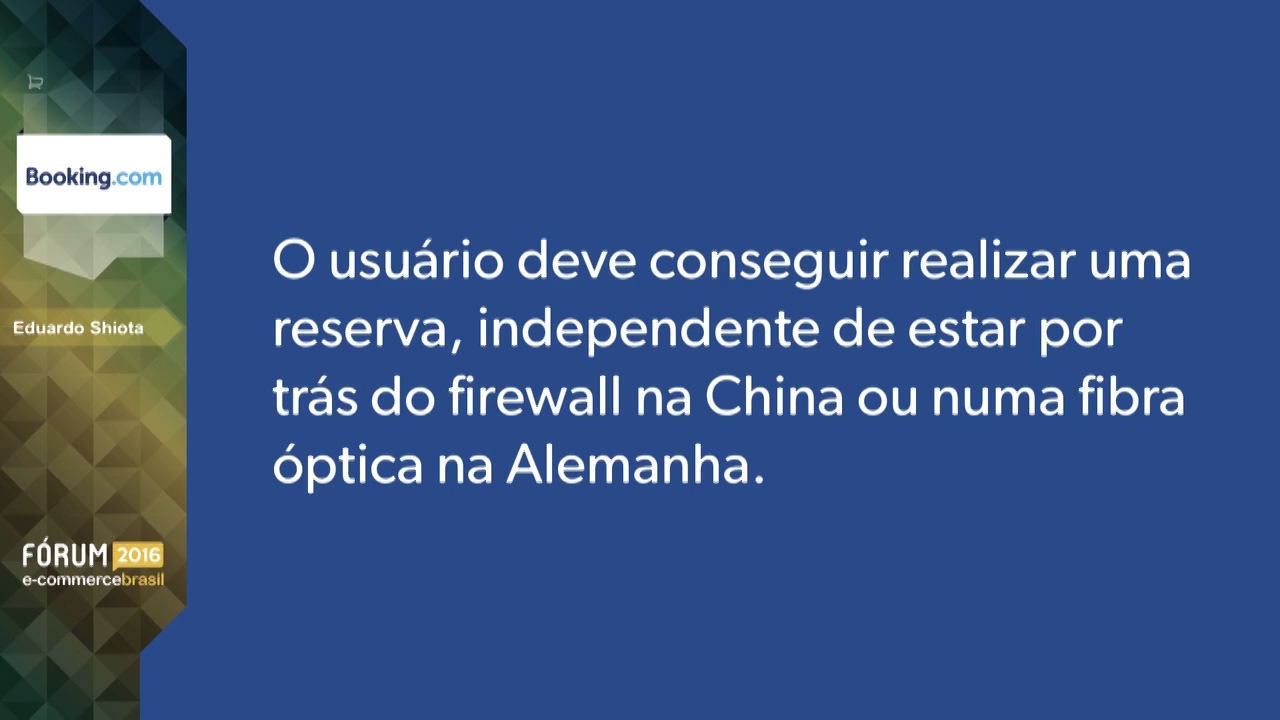 Booking.com
Eduardo Shiota
FÓRUM 2016
e-commercebrasil
O usuário deve conseguir realizar uma
reserva, independente de estar por
trás do firewall na China ou numa fibra
óptica na Alemanha.